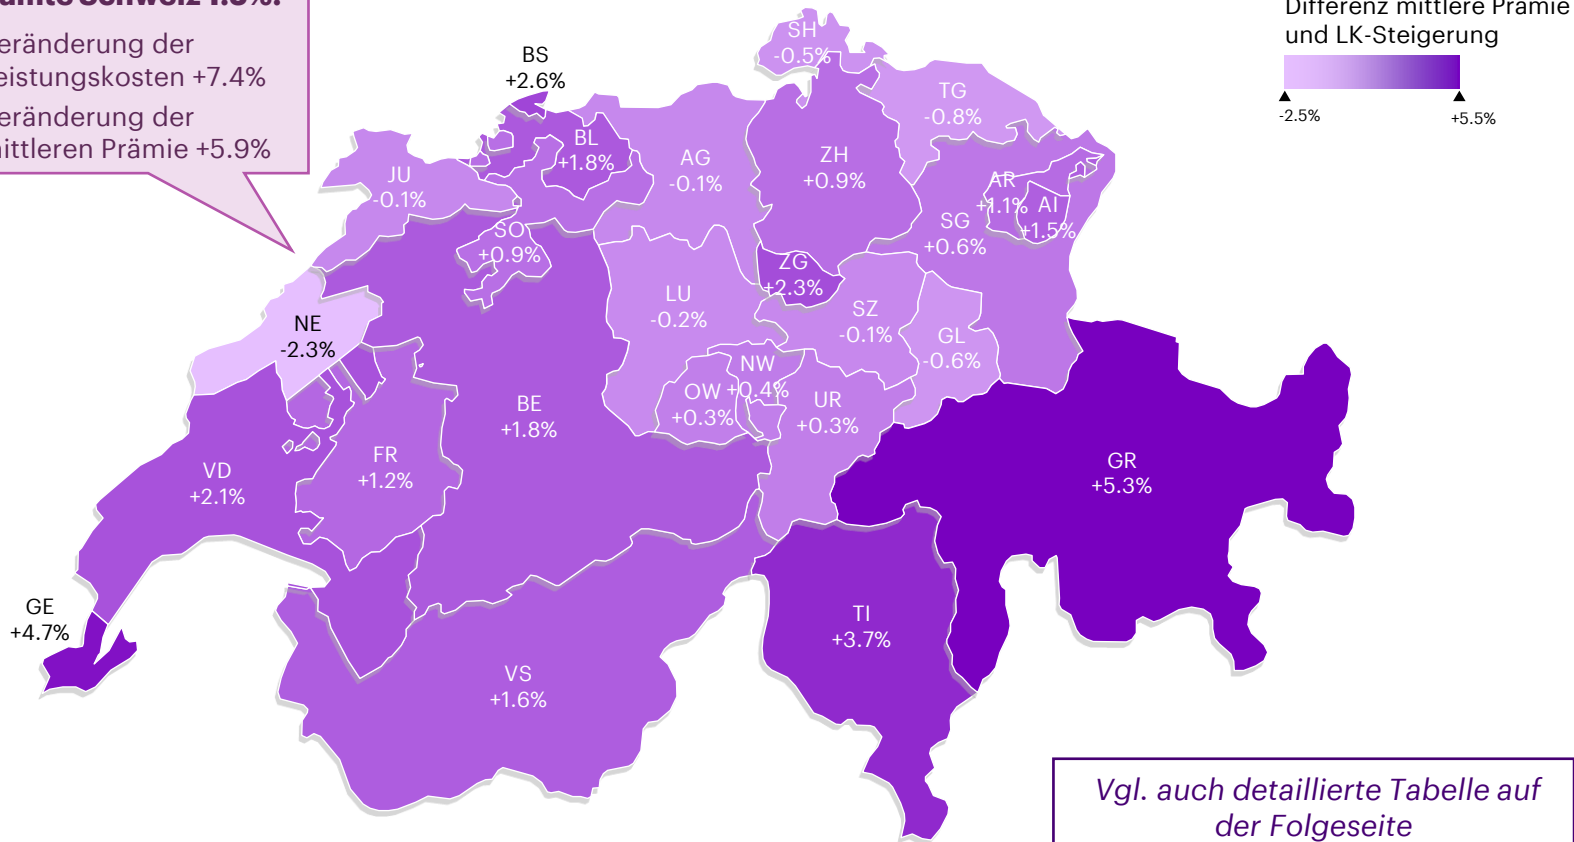 Schweiz
eränderung der
eistungskosten +7.4%
eränderung der
ittleren Prämie +5.9%
Differenz mittlere Prämie
und LK-Steigerung
-2.5%
+5.5%
BS
+2.6%
SH
-0.5%
TG
-0.8%
BL
+1.8%
AG
-0.1%
ZH
+0.9%
JU
-0.1%
AR
+1.1%
AI
+1.5%
SG
+0.6%
SO
+0.9%
ZG
+2.3%
LU
-0.2%
SZ
-0.1%
NE
-2.3%
GL
-0.6%
NW
+0.4%
OW
+0.3%
UR
+0.3%
BE
+1.8%
FR
+1.2%
VD
+2.1%
GR
+5.3%
GE
+4.7%
TI
+3.7%
VS
+1.6%
Vgl. auch detaillierte Tabelle auf
der Folgeseite